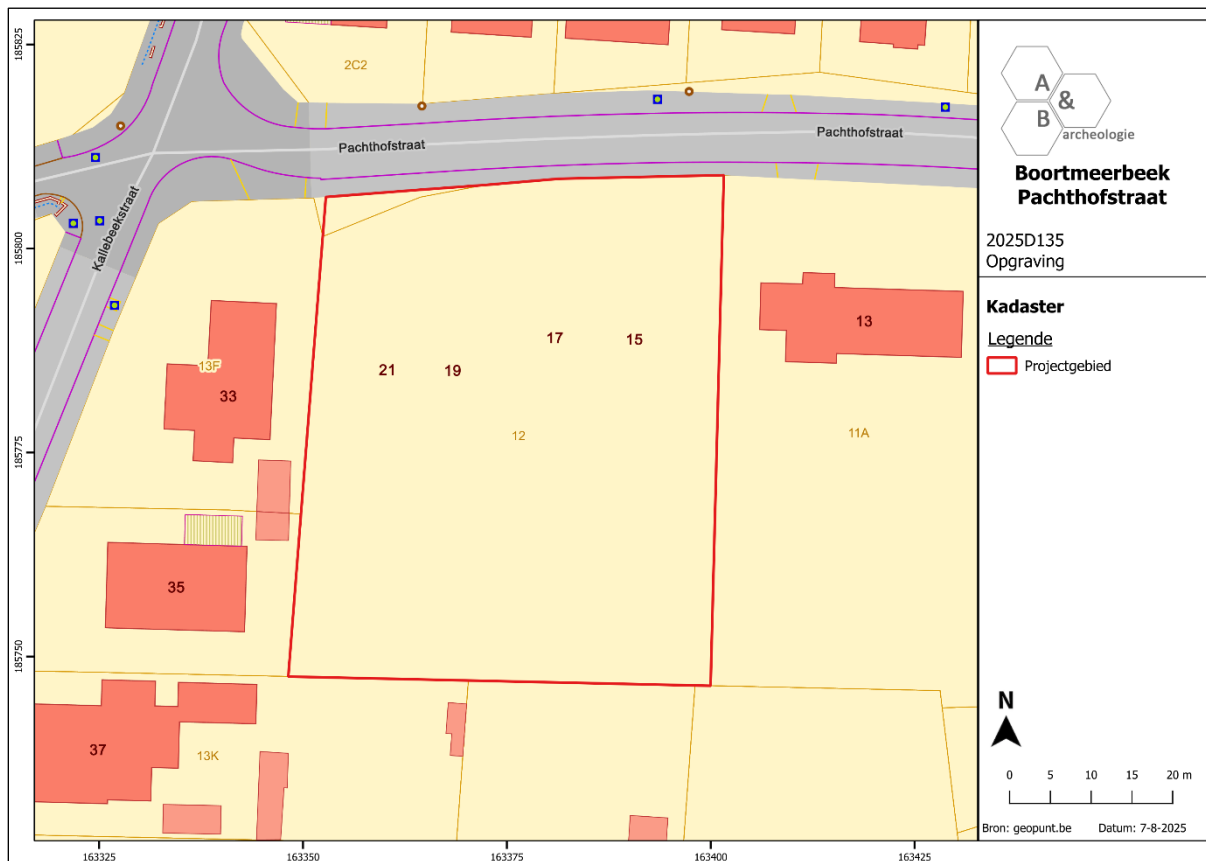 185825
185800
185775
185750
2C2
Pachthofstraat
Pachthofstraat
Kallebeekstraat
13F
33
21
19
17
15
12
13
11A
35
37
13K
163325
163350
163375
163400
163425
A
&
B
archeologie
Boortmeerbeek
Pachthofstraat
2025D135
Opgraving
Kadaster
Legende
Projectgebied
N
0 5 10 15 20 m
Bron: geopunt.be Datum: 7-8-2025